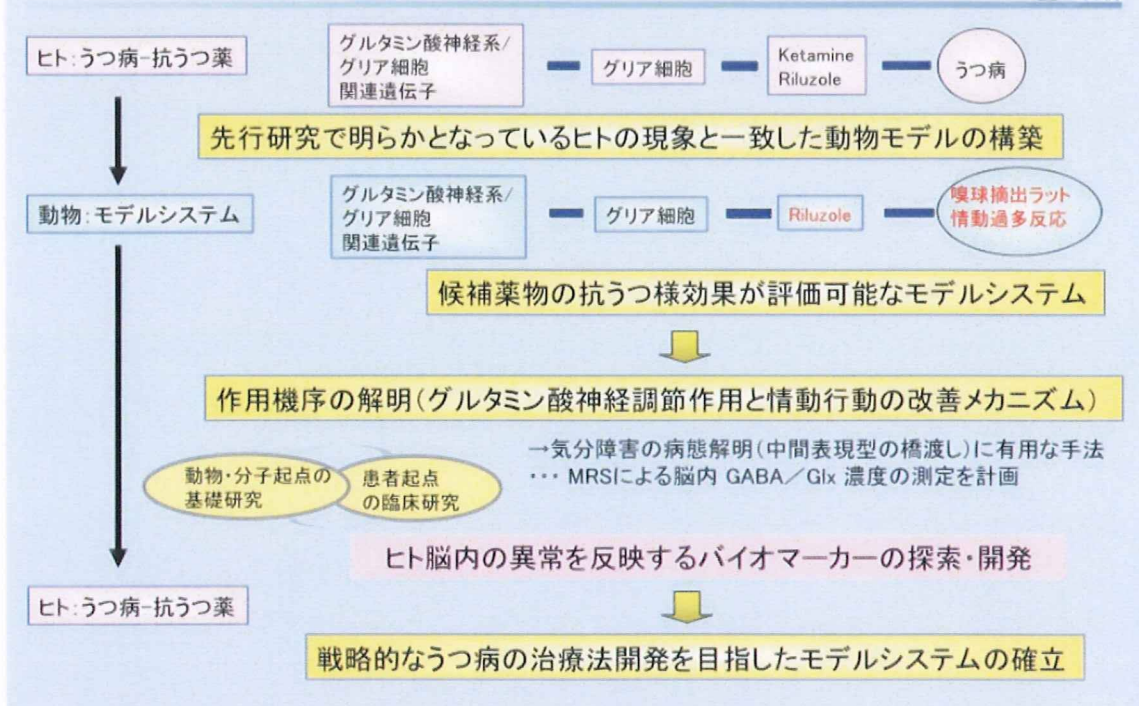 ヒト:うつ病-抗うつ薬
グルタミン酸神経系/
グリア細胞
関連遺伝子
グリア細胞
Ketamine
Riluzole
うつ病
先行研究で明らかとなっているヒトの現象と一致した動物モデルの構築
動物:モデルシステム
グルタミン酸神経系/
グリア細胞
関連遺伝子
グリア細胞
Riluzole
嗅球摘出ラット
情動過多反応
候補薬物の抗うつ様効果が評価可能なモデルシステム
作用機序の解明(グルタミン酸神経調節作用と情動行動の改善メカニズム)
→気分障害の病態解明(中間表現型の橋渡し)に有用な手法
・・・ MRSによる脳内 GABA/Glx 濃度の測定を計画
動物・分子起点の
基礎研究
患者起点
の臨床研究
ヒト脳内の異常を反映するバイオマーカーの探索・開発
ヒト:うつ病-抗うつ薬
戦略的なうつ病の治療法開発を目指したモデルシステムの確立